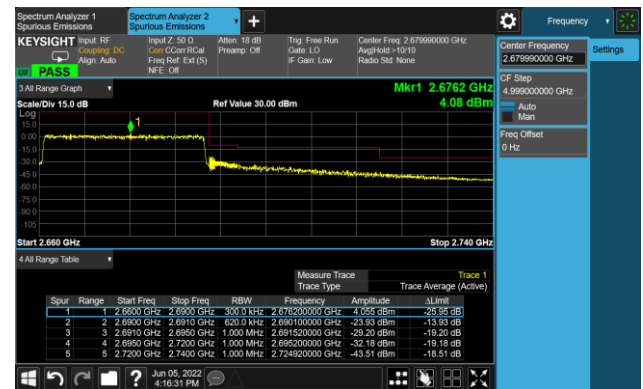 Spectrum Analyzer 1
Spurious Emissions
Spectrum Analyzer 2
Spurious Emissions
Frequency
KEYSIGHT
Input: RF
Coupling: DC
Align: Auto
Input Z: 50 Ω
Corr CCorr RCal
Freq Ref: Ext (S)
NFE: Off
Atten: 18 dB
Preamp: Off
Trig: Free Run
Gate: LO
IF Gain: Low
Center Freq: 2.679990000 GHz
Avg|Hold:>10/10
Radio Std: None
PASS
Center Frequency
2.679990000 GHz
Settings
CF Step
4.999000000 GHz
Auto
Man
Freq Offset
0 Hz
3 All Range Graph
Mkr1 2.6762 GHz
Scale/Div 15.0 dB
Ref Value 30.00 dBm
4.08 dBm
Log
15.0
0.00
-15.0
-30.0
-45.0
-60.0
-75.0
-90.0
-105
1
Start 2.660 GHz
Stop 2.740 GHz
4 All Range Table
Measure Trace Trace 1
Trace Type Trace Average (Active)
Spur Range Start Freq Stop Freq RBW Frequency Amplitude ΔLimit
1 1 2.6600 GHz 2.6900 GHz 300.0 kHz 2.676200000 GHz 4.055 dBm -25.95 dB
2 2 2.6900 GHz 2.6910 GHz 620.0 kHz 2.690100000 GHz -23.93 dBm -13.93 dB
3 3 2.6910 GHz 2.6950 GHz 1.000 MHz 2.691520000 GHz -29.20 dBm -19.20 dB
4 4 2.6950 GHz 2.7200 GHz 1.000 MHz 2.695200000 GHz -32.18 dBm -19.18 dB
5 5 2.7200 GHz 2.7400 GHz 1.000 MHz 2.724920000 GHz -43.51 dBm -18.51 dB
Jun 05, 2022
4:16:31 PM